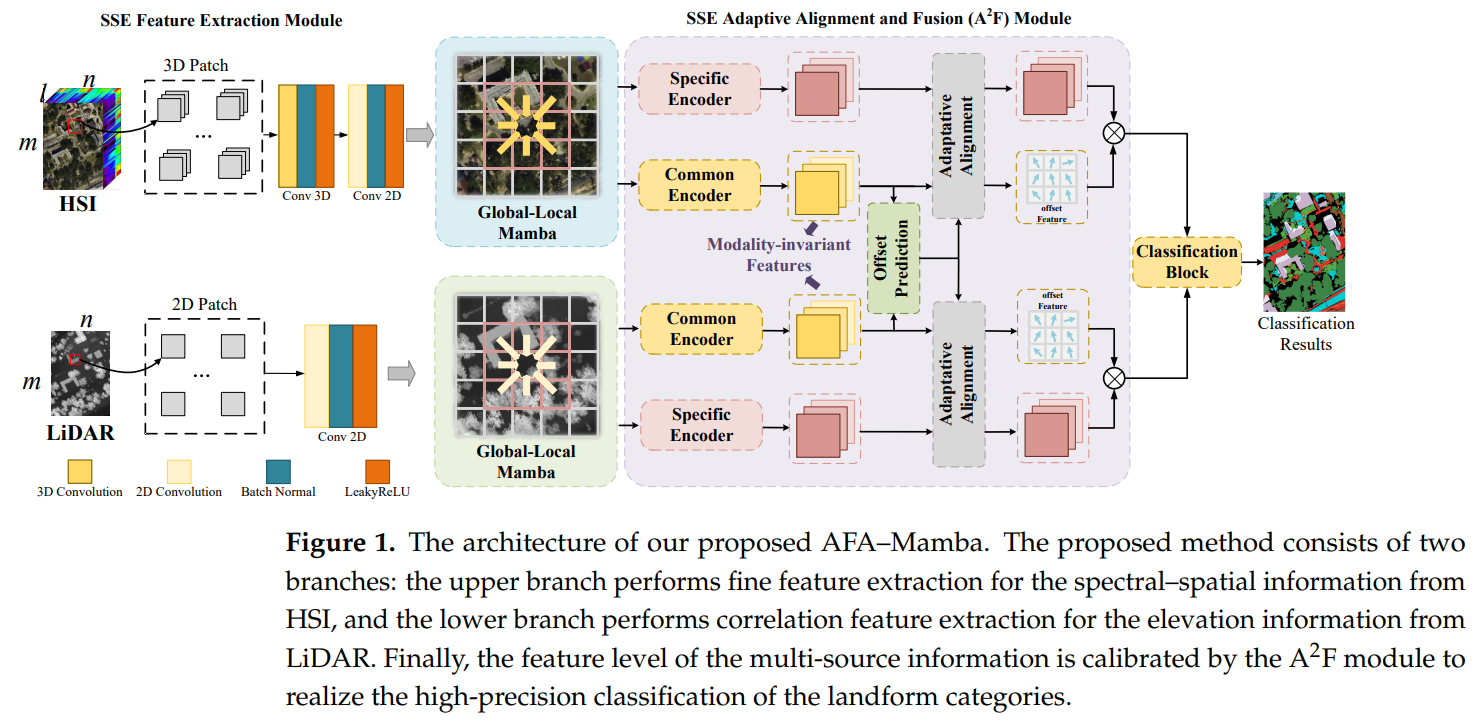 SSE Feature Extraction Module
SSE Adaptive Alignment and Fusion (A²F) Module
3D Patch
n
l
m
...
HSI
Conv 3D
Conv 2D
Global-Local
Mamba
Specific
Encoder
Common
Encoder
Modality-invariant
Features
Offset
Prediction
Adaptative
Alignment
offset
Feature
2D Patch
n
m
...
LiDAR
Conv 2D
Global-Local
Mamba
Common
Encoder
Specific
Encoder
Adaptative
Alignment
offset
Feature
Classification
Block
Classification
Results
3D Convolution
2D Convolution
Batch Normal
LeakyReLU
Figure 1. The architecture of our proposed AFA–Mamba. The proposed method consists of two
branches: the upper branch performs fine feature extraction for the spectral–spatial information from
HSI, and the lower branch performs correlation feature extraction for the elevation information from
LiDAR. Finally, the feature level of the multi-source information is calibrated by the A²F module to
realize the high-precision classification of the landform categories.